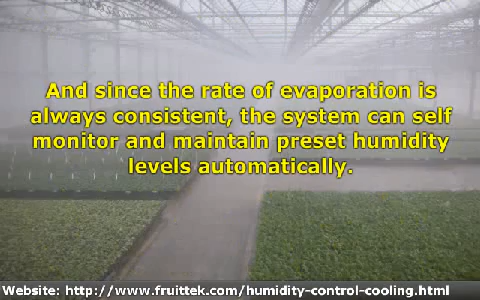 And since the rate of evaporation is
always consistent, the system can self
monitor and maintain preset humidity
levels automatically.
Website: http://www.fruittek.com/humidity-control-cooling.html